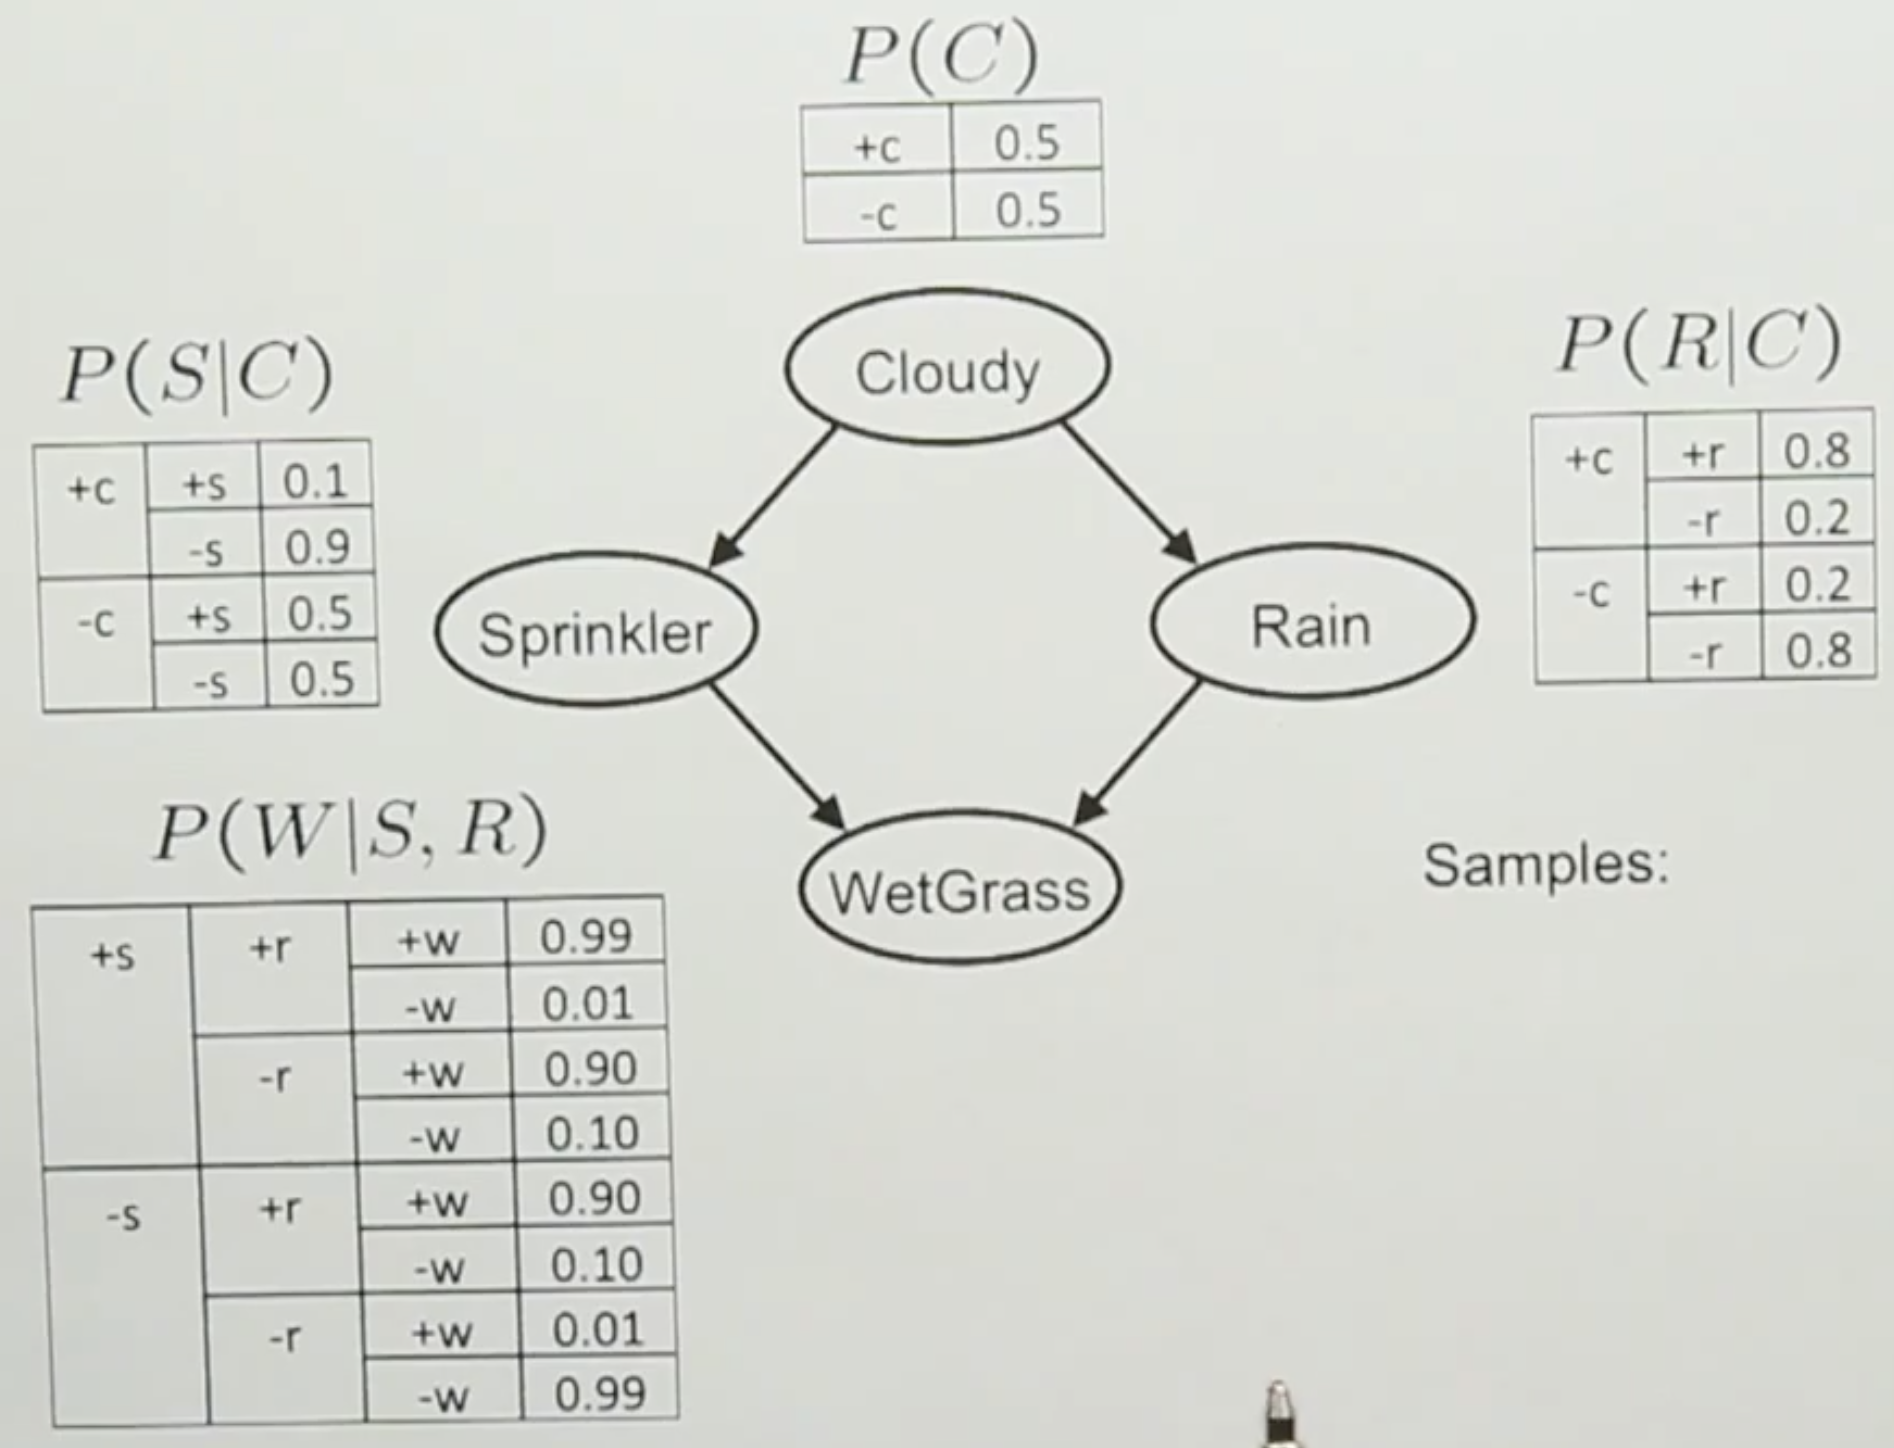 P(C)
+c 0.5
-c 0.5
Cloudy
P(S|C)
+c +s 0.1
-s 0.9
-c +s 0.5
-s 0.5
P(R|C)
+c +r 0.8
-r 0.2
-c +r 0.2
-r 0.8
Sprinkler
Rain
P(W|S, R)
+s +r +w 0.99
-w 0.01
-r +w 0.90
-w 0.10
-s +r +w 0.90
-w 0.10
-r +w 0.01
-w 0.99
WetGrass
Samples: